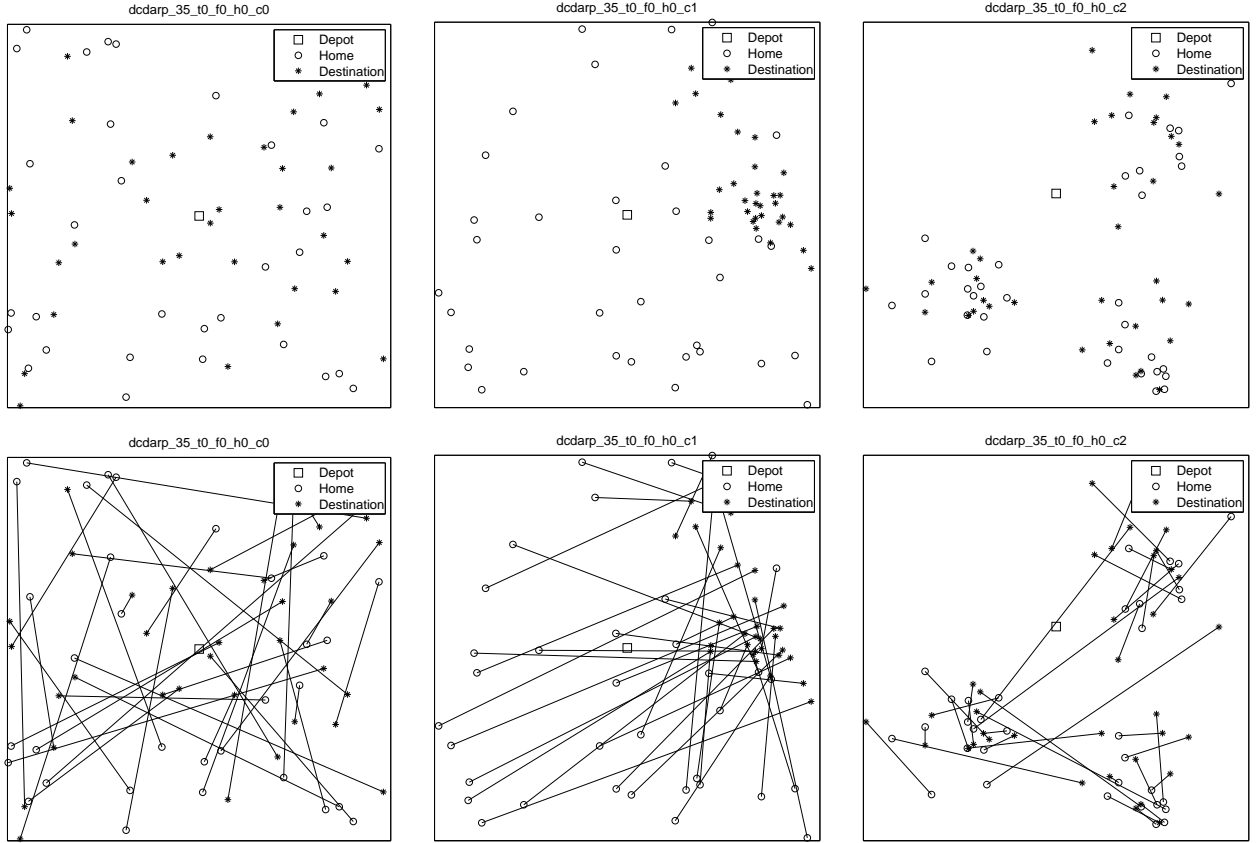 dcdarp_35_t0_f0_h0_c0
Depot
Home
Destination
dcdarp_35_t0_f0_h0_c1
Depot
Home
Destination
dcdarp_35_t0_f0_h0_c2
Depot
Home
Destination
dcdarp_35_t0_f0_h0_c0
Depot
Home
Destination
dcdarp_35_t0_f0_h0_c1
Depot
Home
Destination
dcdarp_35_t0_f0_h0_c2
Depot
Home
Destination